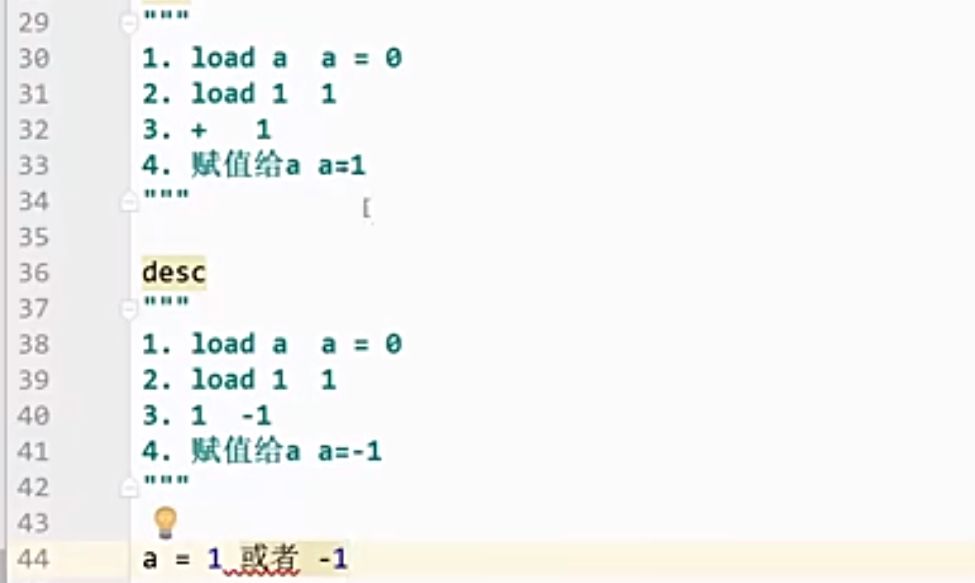 29 """
30 1. load a  a = 0
31 2. load 1  1
32 3. +   1
33 4. 赋值给a a=1
34 """
35
36 desc
37 """
38 1. load a  a = 0
39 2. load 1  1
40 3. 1  -1
41 4. 赋值给a a=-1
42 """
43
44 a = 1 或者 -1